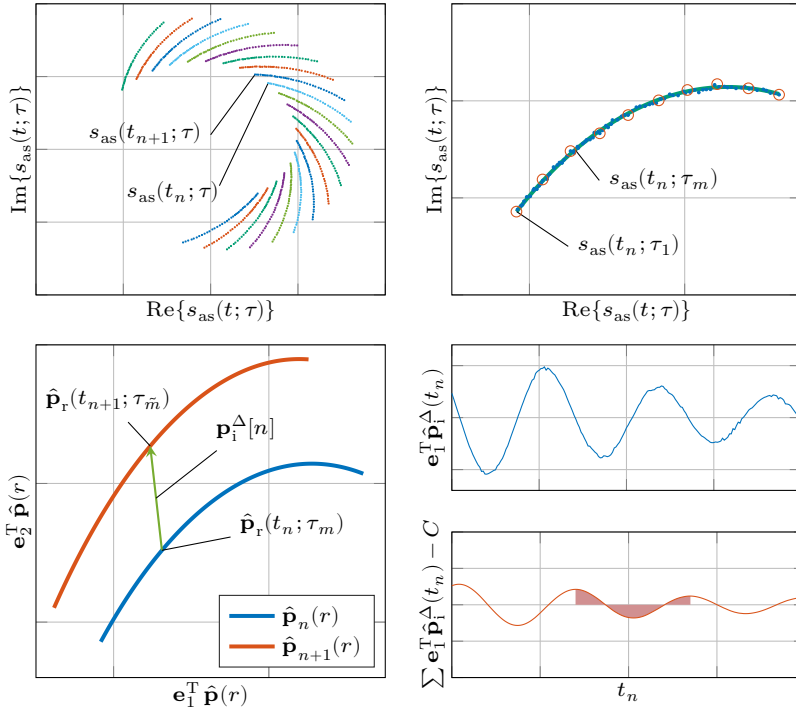 s_as(t_{n+1}; τ)
s_as(t_n; τ)
Im{s_as(t; τ)}
Re{s_as(t; τ)}
s_as(t_n; τ_m)
s_as(t_n; τ_1)
Im{s_as(t; τ)}
Re{s_as(t; τ)}
p̂_r(t_{n+1}; τ_m̃)
p_i^Δ[n]
p̂_r(t_n; τ_m)
p̂_n(r)
p̂_{n+1}(r)
e_2^T p̂(r)
e_1^T p̂(r)
e_1^T p̂_i^Δ(t_n)
∑ e_1^T p̂_i^Δ(t_n) − C
t_n